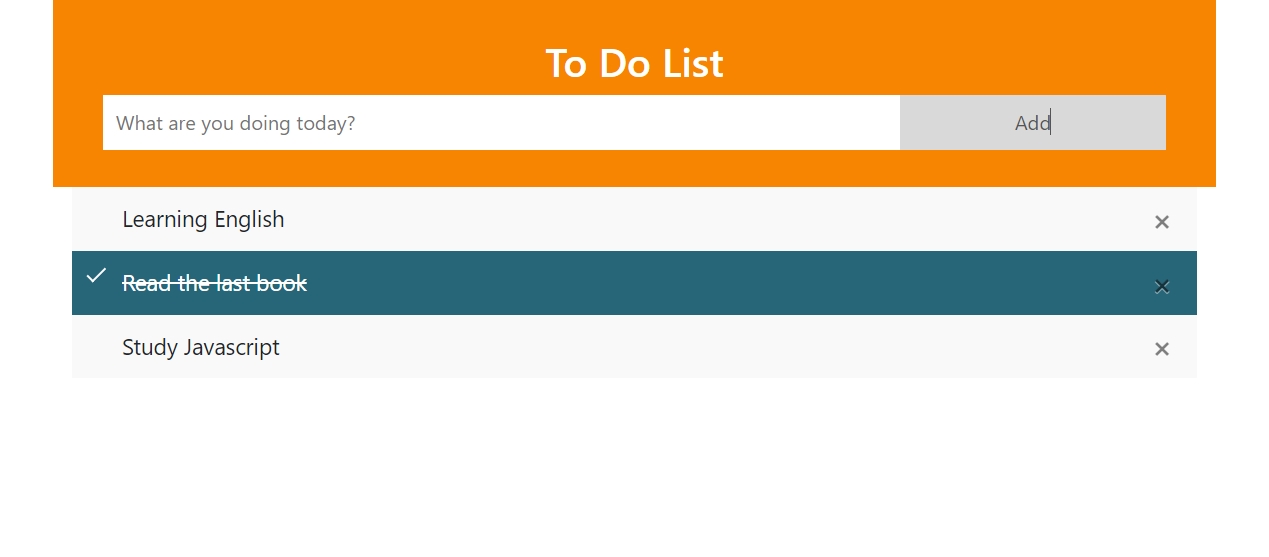 To Do List
What are you doing today?
Add
Learning English
Read the last book
Study Javascript